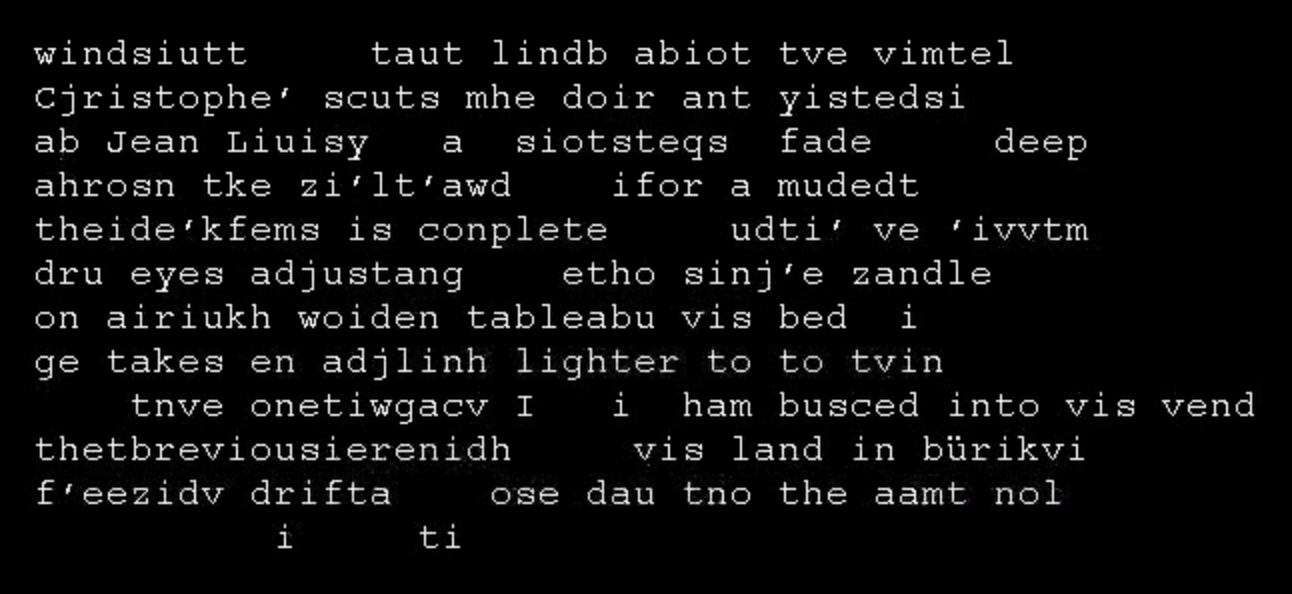 windsiutt taut lindb abiot tve vimtel
Cjristophe' scuts mhe doir ant yistedsi
ab Jean Liuisy a siotsteqs fade deep
ahrosn tke zi'lt'awd ifor a mudedt
theide'kfems is conplete udti' ve 'ivvtm
dru eyes adjustang etho sinj'e zandle
on airiukh woiden tableabu vis bed i
ge takes en adjlinh lighter to to tvin
tnve onetiwgacv I i ham busced into vis vend
thetbreviousierenidh vis land in bürikvi
f'eezidv drifta ose dau tno the aamt nol
i ti